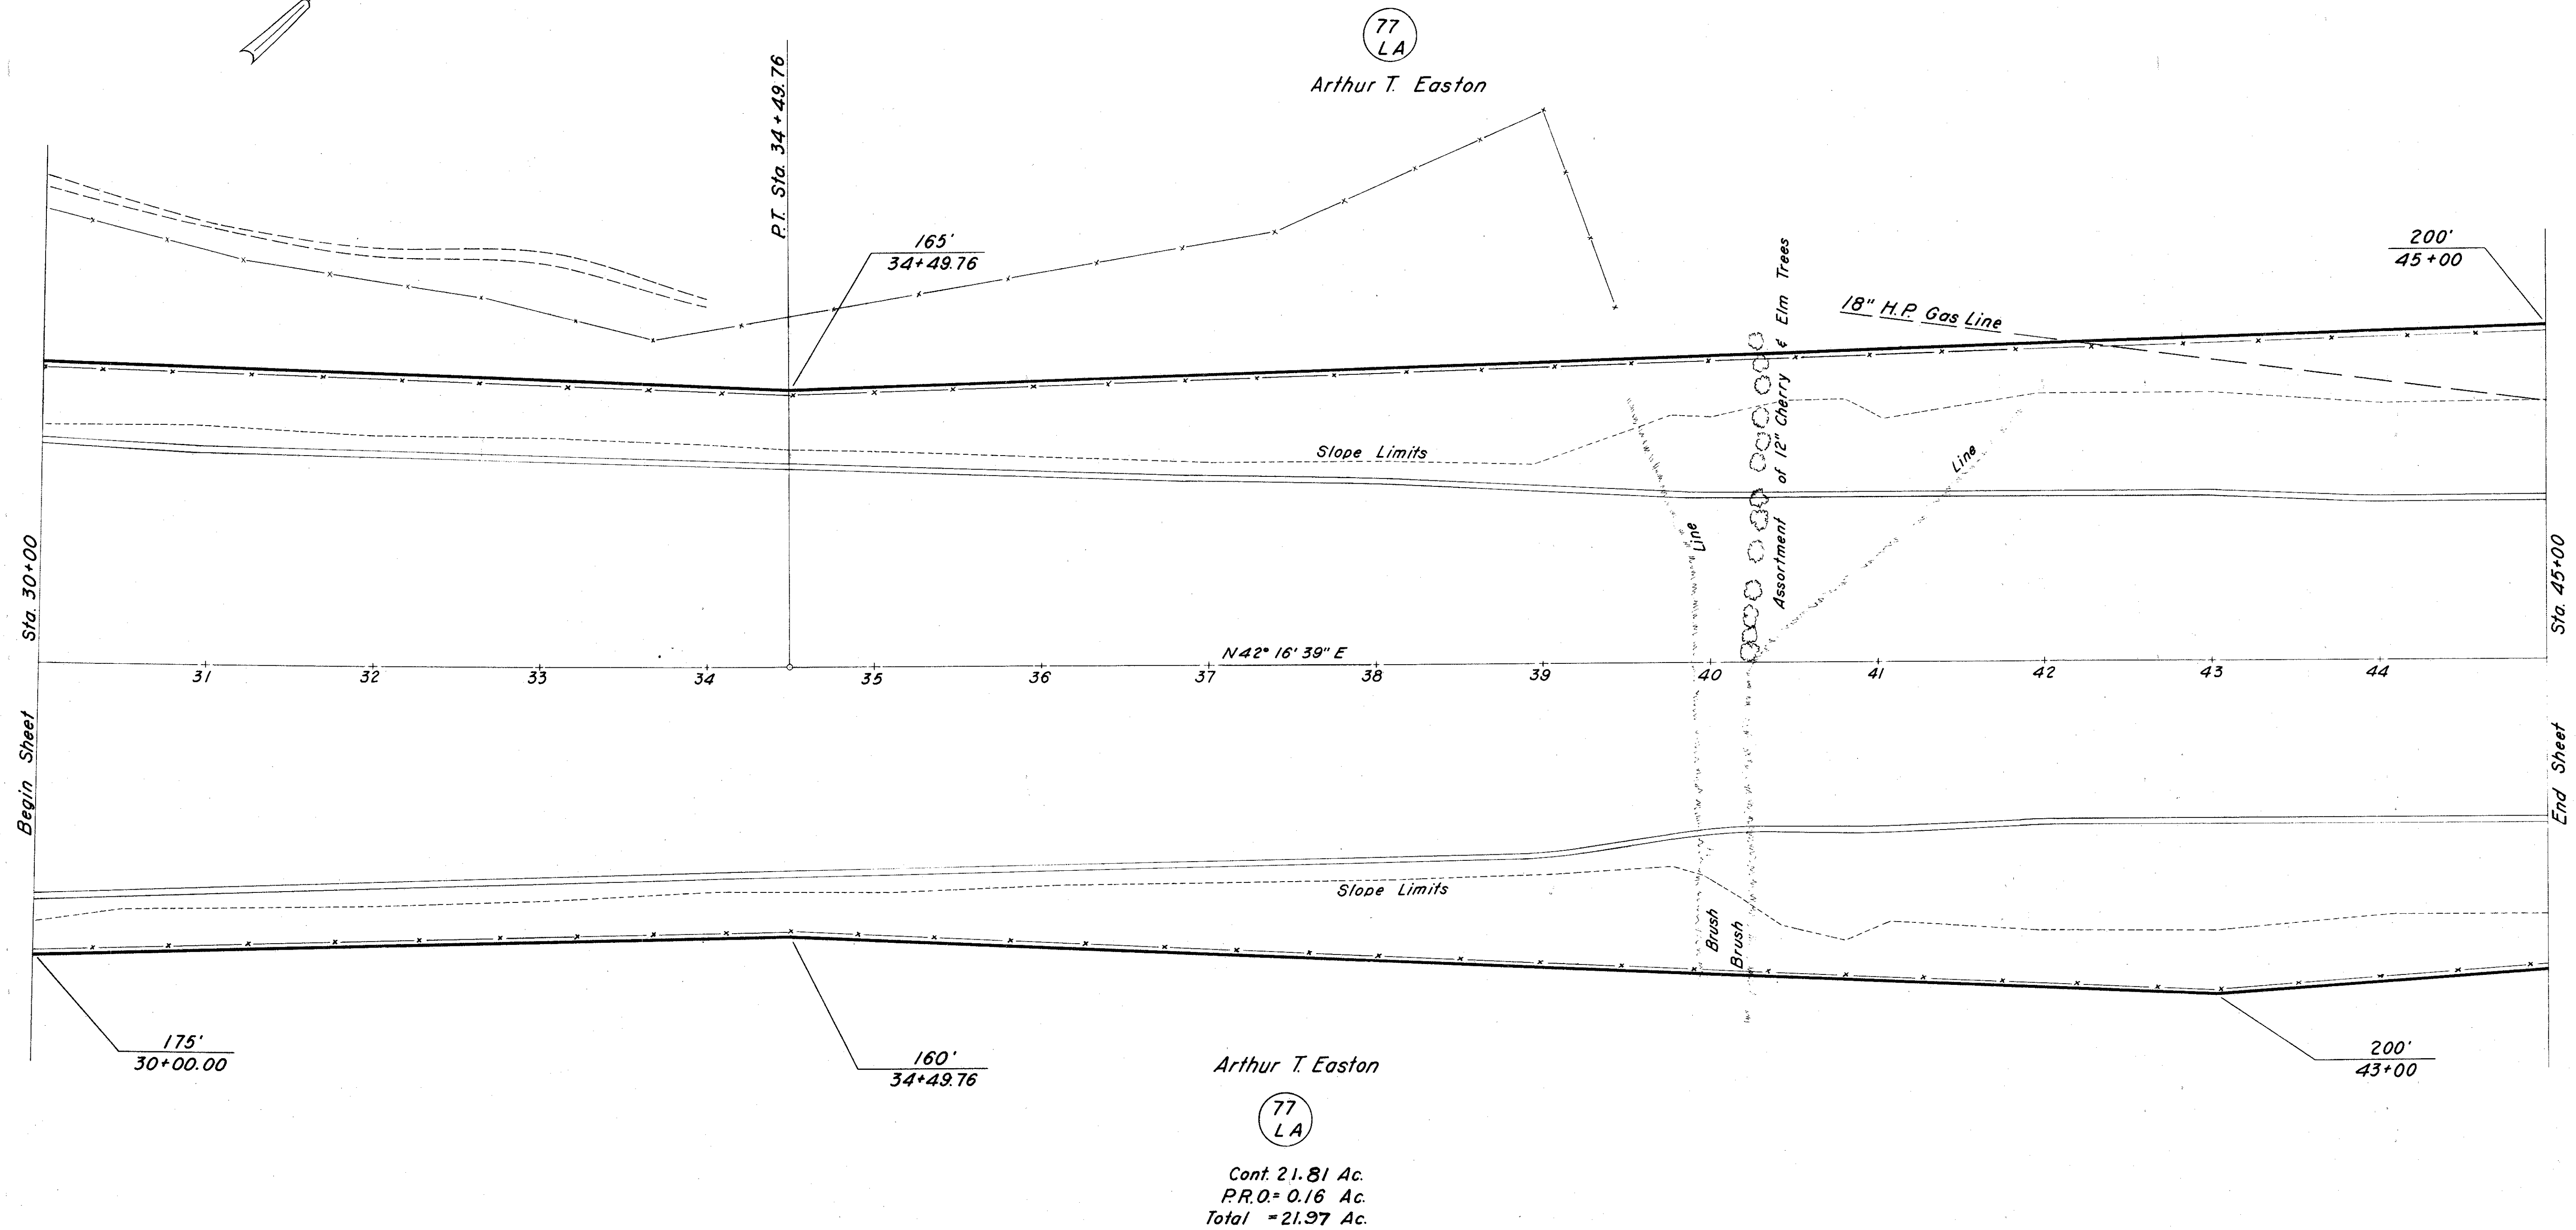 77
LA
Arthur T. Easton
P.T. Sta. 34+49.76
165'
34+49.76
200'
45+00
18" H.P. Gas Line
Assortment of 12" Cherry & Elm Trees
Slope Limits
Line
Line
Sta. 30+00
Begin Sheet
N 42° 16' 39" E
31 32 33 34 35 36 37 38 39 40 41 42 43 44
Sta. 45+00
End Sheet
Slope Limits
Brush
Brush
175'
30+00.00
160'
34+49.76
200'
43+00
Arthur T. Easton
77
LA
Cont. 21.81 Ac.
P.R.O.= 0.16 Ac.
Total = 21.97 Ac.